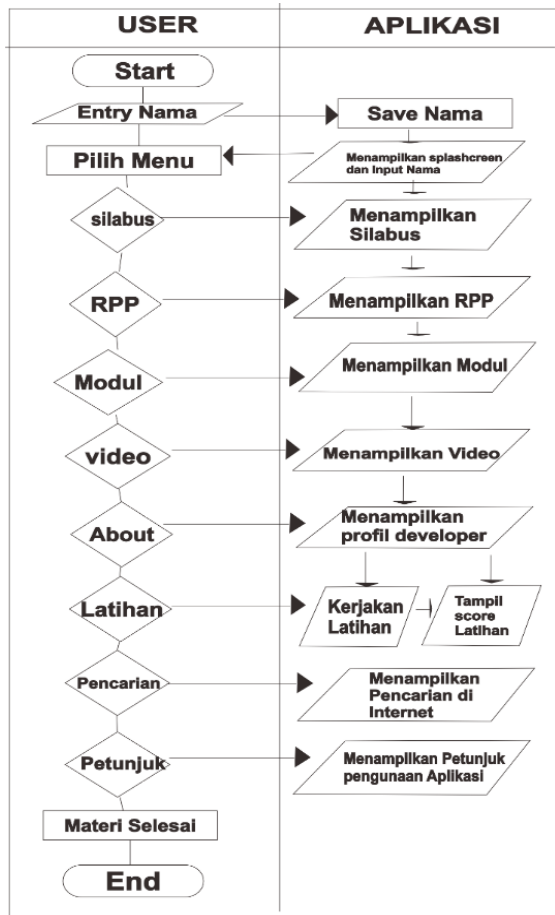 USER
APLIKASI
Start
Entry Nama
Save Nama
Pilih Menu
Menampilkan splashcreen
dan Input Nama
silabus
Menampilkan
Silabus
RPP
Menampilkan RPP
Modul
Menampilkan Modul
video
Menampilkan Video
About
Menampilkan
profil developer
Latihan
Kerjakan
Latihan
Tampil
score
Latihan
Pencarian
Menampilkan
Pencarian di
Internet
Petunjuk
Menampilkan Petunjuk
pengunaan Aplikasi
Materi Selesai
End